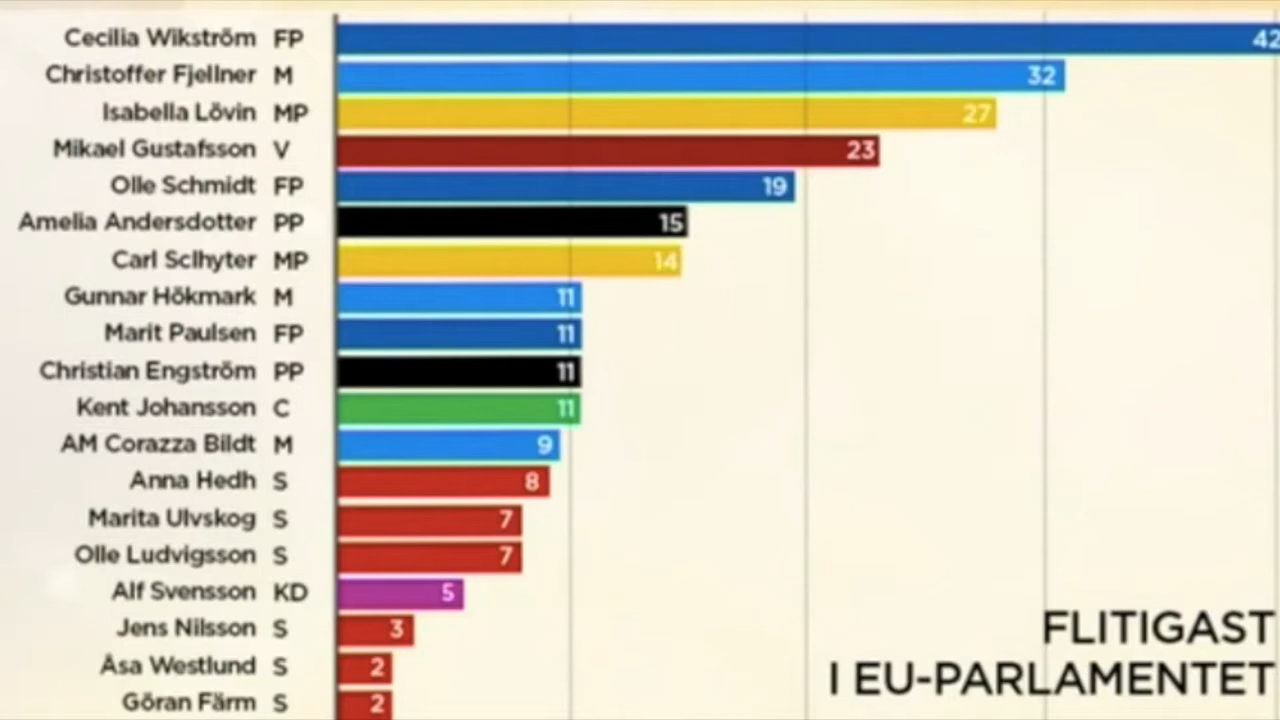 Cecilia Wikström FP 42
Christoffer Fjellner M 32
Isabella Lövin MP 27
Mikael Gustafsson V 23
Olle Schmidt FP 19
Amelia Andersdotter PP 15
Carl Sclhyter MP 14
Gunnar Hökmark M 11
Marit Paulsen FP 11
Christian Engström PP 11
Kent Johansson C 11
AM Corazza Bildt M 9
Anna Hedh S 8
Marita Ulvskog S 7
Olle Ludvigsson S 7
Alf Svensson KD 5
Jens Nilsson S 3
Åsa Westlund S 2
Göran Färm S 2
FLITIGAST
I EU-PARLAMENTET